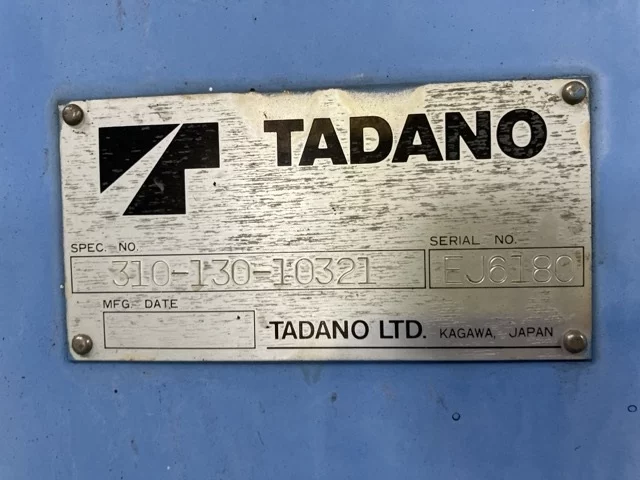 TADANO
SPEC. NO. SERIAL NO.
310-130-10321 EJ6180
MFG. DATE
TADANO LTD. KAGAWA, JAPAN